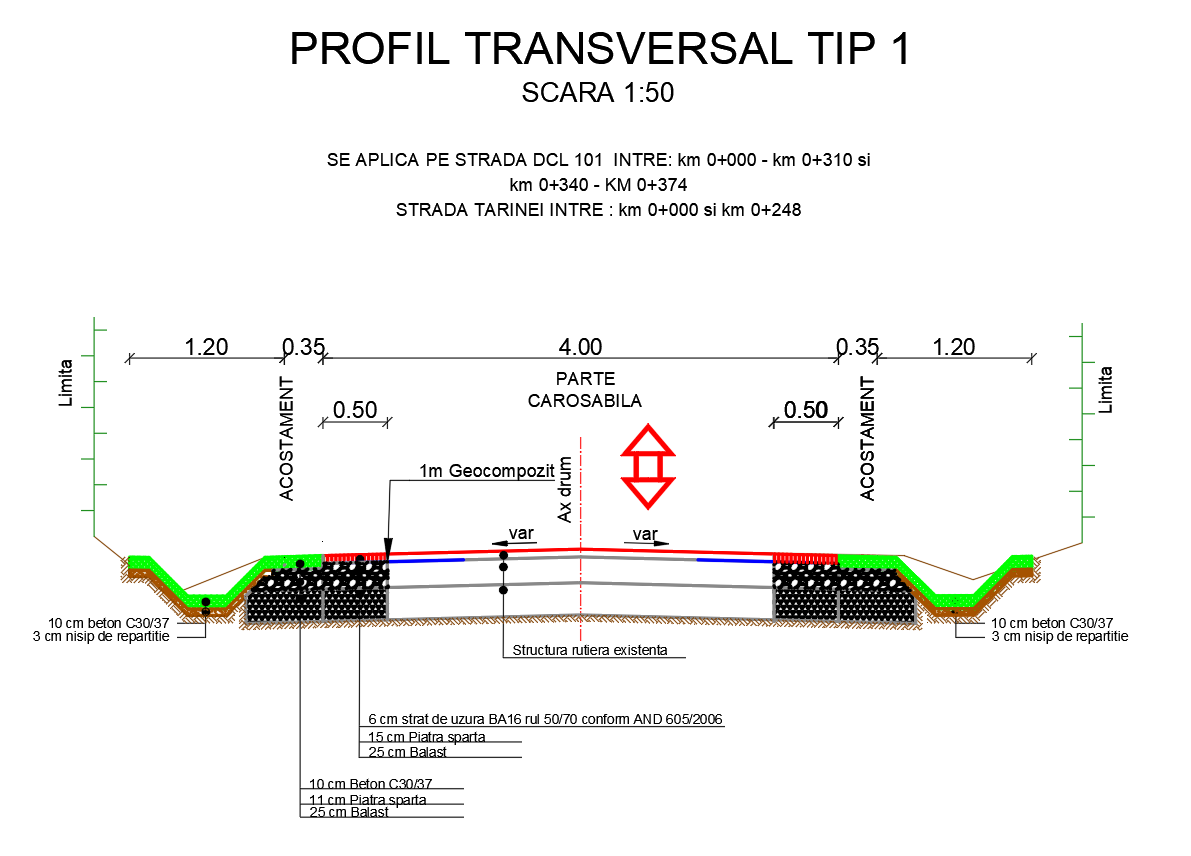 PROFIL TRANSVERSAL TIP 1
SCARA 1:50
SE APLICA PE STRADA DCL 101 INTRE: km 0+000 - km 0+310 si
km 0+340 - KM 0+374
STRADA TARINEI INTRE : km 0+000 si km 0+248
1.20 0.35 4.00 0.35 1.20
Limita
ACOSTAMENT
PARTE
CAROSABILA
ACOSTAMENT
Limita
0.50
0.50
1m Geocompozit
Ax drum
var
var
10 cm beton C30/37
3 cm nisip de repartitie
10 cm beton C30/37
3 cm nisip de repartitie
Structura rutiera existenta
6 cm strat de uzura BA16 rul 50/70 conform AND 605/2006
15 cm Piatra sparta
25 cm Balast
10 cm Beton C30/37
11 cm Piatra sparta
25 cm Balast